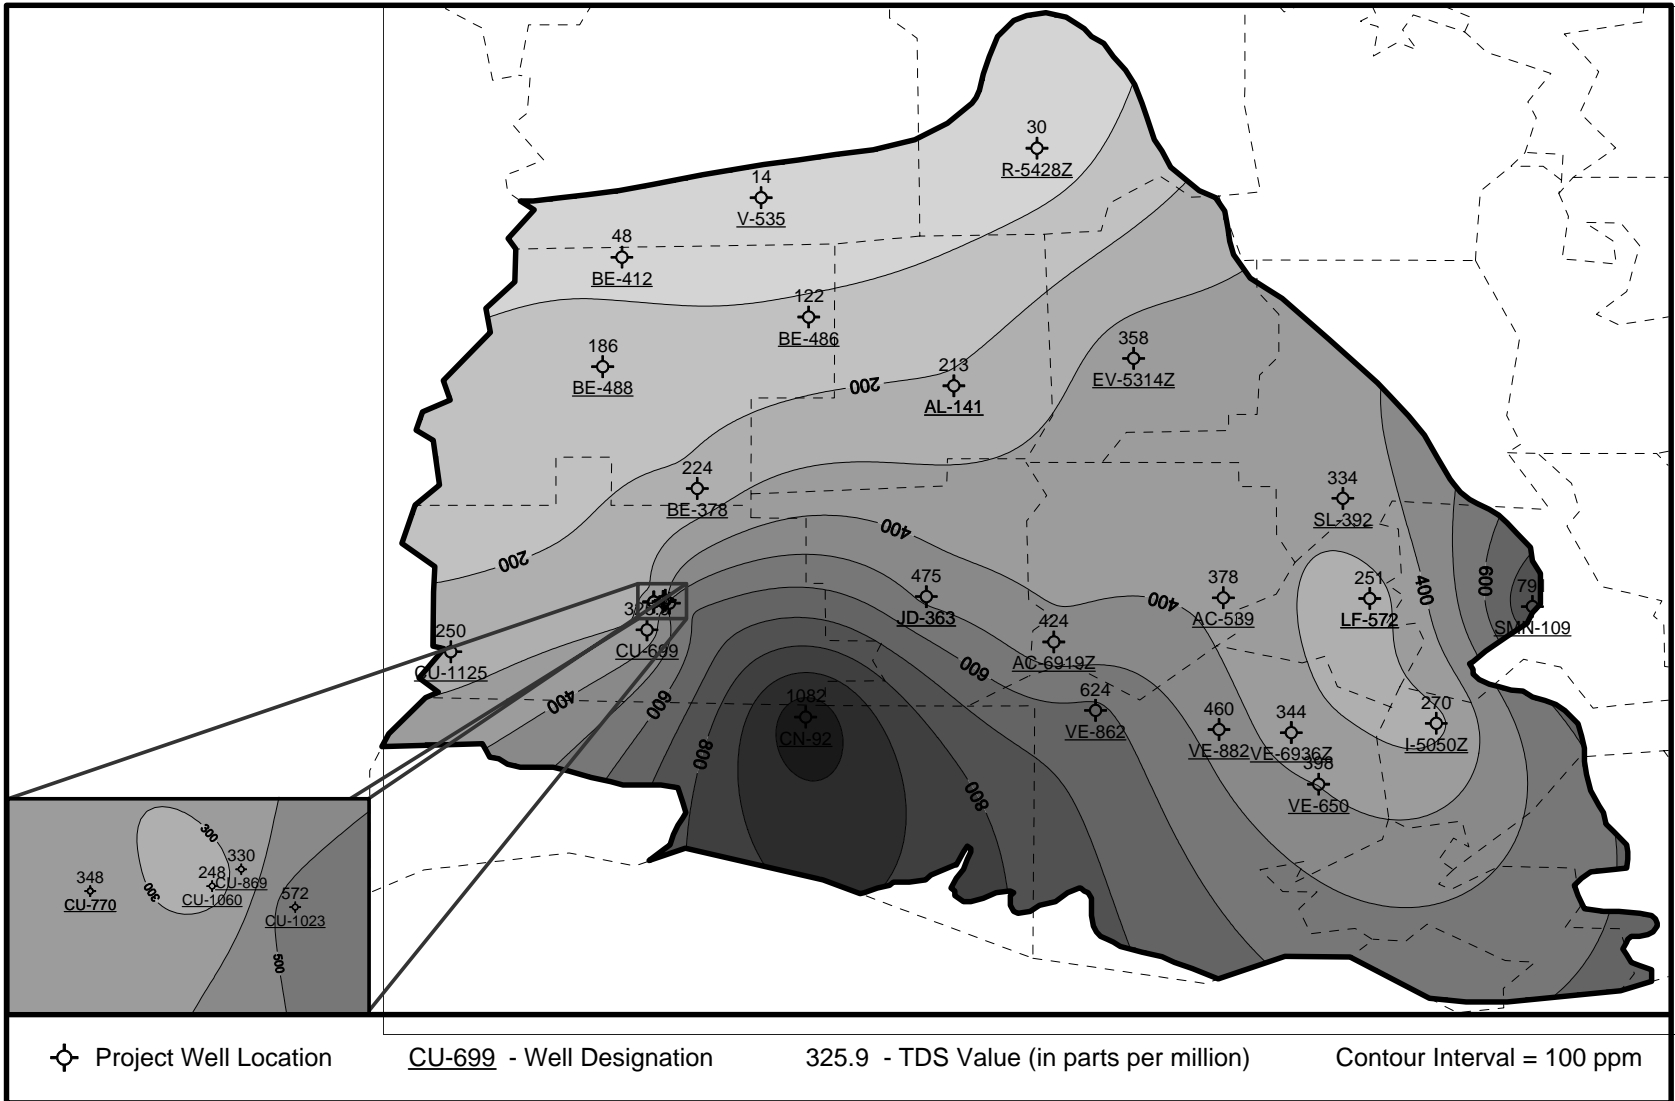 30
R-5428Z
14
V-535
48
BE-412
122
BE-486
186
BE-488
213
AL-141
358
EV-5314Z
200
224
BE-378
334
SL-392
400
200
475
JD-363
378
AC-589
251
LF-572
400
600
79
SMN-109
400
CU-699
250
CU-1125
424
AC-6919Z
600
1082
CN-92
624
VE-862
460
VE-882
344
VE-6936Z
270
I-5050Z
398
VE-650
400
600
800
800
300
330
CU-869
348
CU-770
248
CU-1060
300
572
CU-1023
500
Project Well Location
CU-699 - Well Designation
325.9 - TDS Value (in parts per million)
Contour Interval = 100 ppm